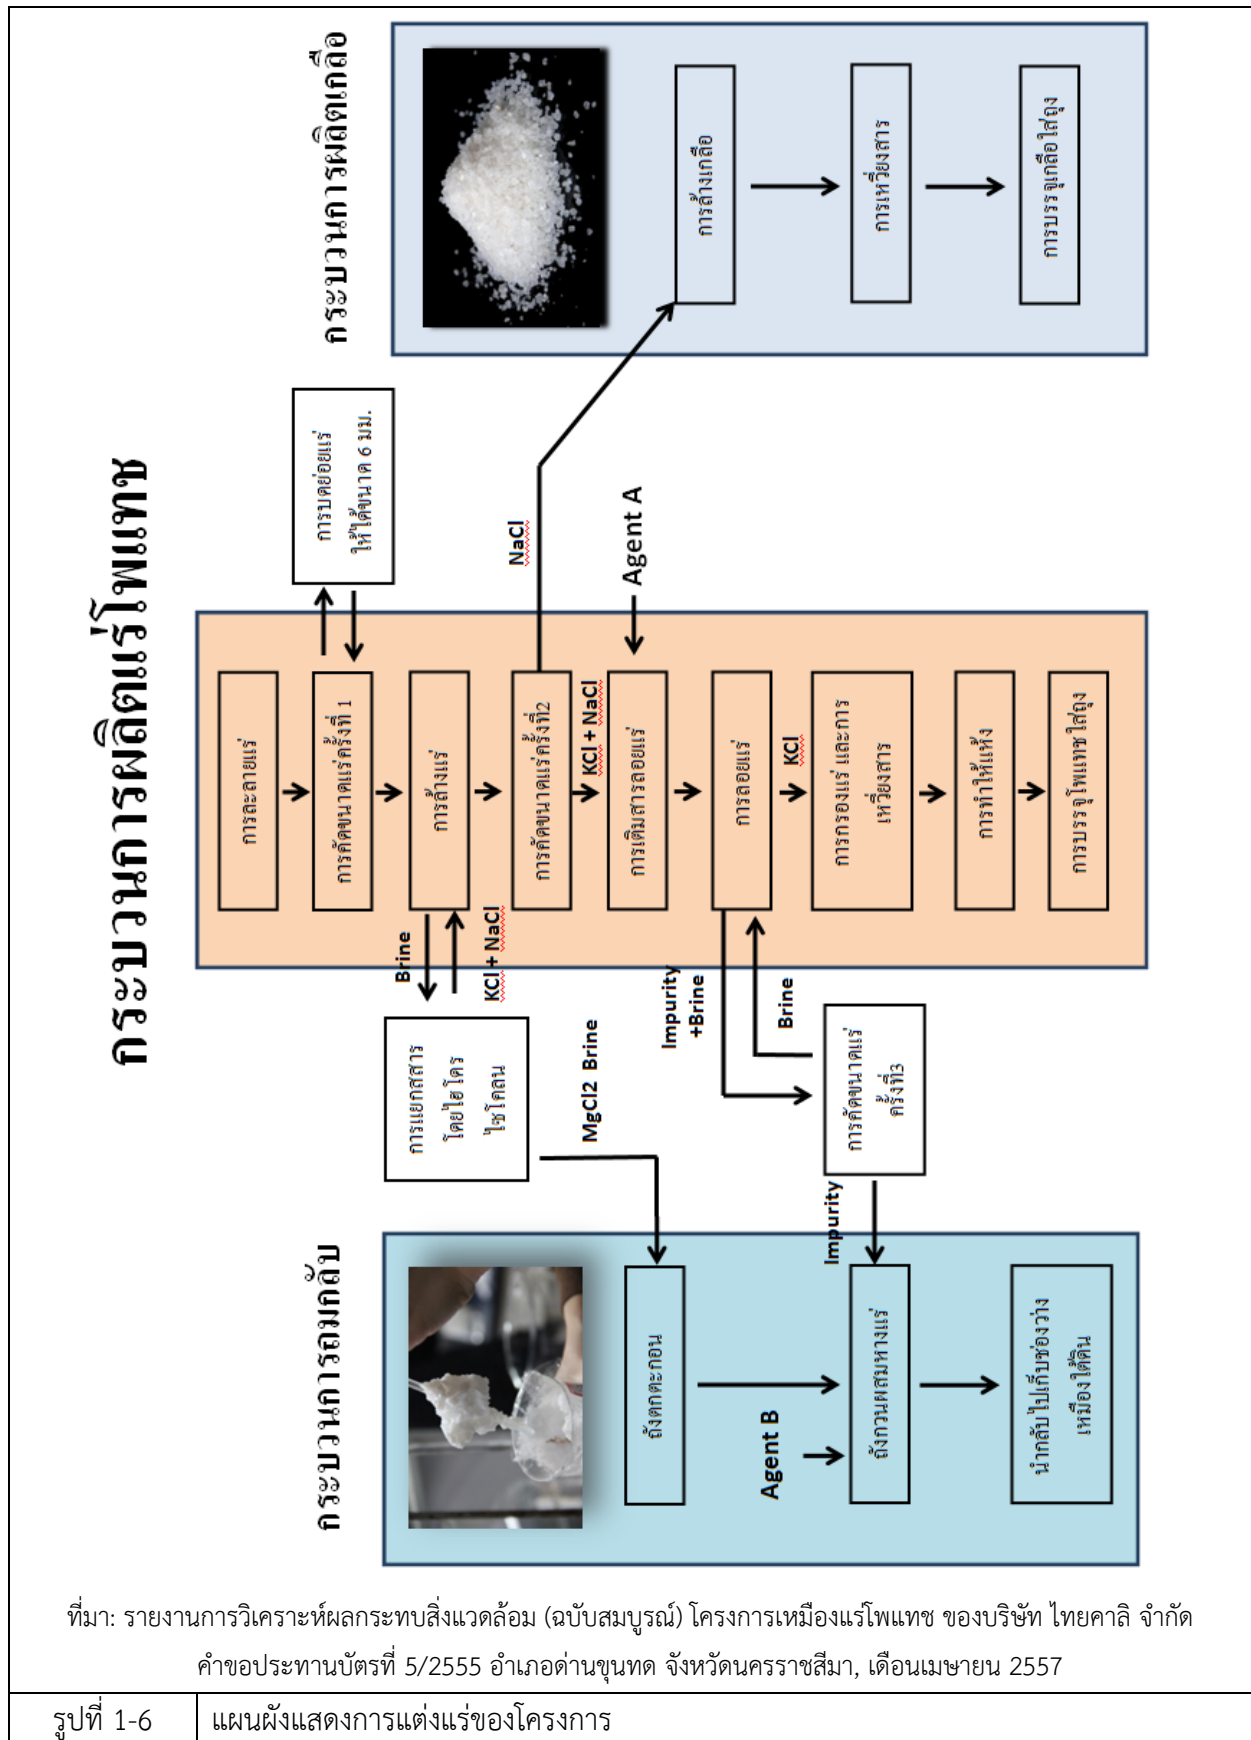 กระบวนการผลิตแร่โพแทช
กระบวนการถมกลับ
ถังตกตะกอน
Agent B
ถังกวนผสมหางแร่
นำกลับไปเก็บช่องว่าง
เหมืองใต้ดิน
การแยกสสาร
โดยไฮโดร
ไซโคลน
MgCl2 Brine
Impurity
การคัดขนาดแร่
ครั้งที่3
Brine
KCl + NaCl
Impurity
+Brine
Brine
การละลายแร่
การคัดขนาดแร่ครั้งที่ 1
การล้างแร่
การคัดขนาดแร่ครั้งที่2
KCl + NaCl
การเติมสารลอยแร่
การลอยแร่
KCl
การกรองแร่ และการ
เหวี่ยงสาร
การทำให้แห้ง
การบรรจุโพแทชใส่ถุง
การบดย่อยแร่
ให้ได้ขนาด 6 มม.
NaCl
Agent A
กระบวนการผลิตเกลือ
การล้างเกลือ
การเหวี่ยงสาร
การบรรจุเกลือใส่ถุง
ที่มา: รายงานการวิเคราะห์ผลกระทบสิ่งแวดล้อม (ฉบับสมบูรณ์) โครงการเหมืองแร่โพแทช ของบริษัท ไทยคาลิ จำกัด
คำขอประทานบัตรที่ 5/2555 อำเภอด่านขุนทด จังหวัดนครราชสีมา, เดือนเมษายน 2557
รูปที่ 1-6 แผนผังแสดงการแต่งแร่ของโครงการ